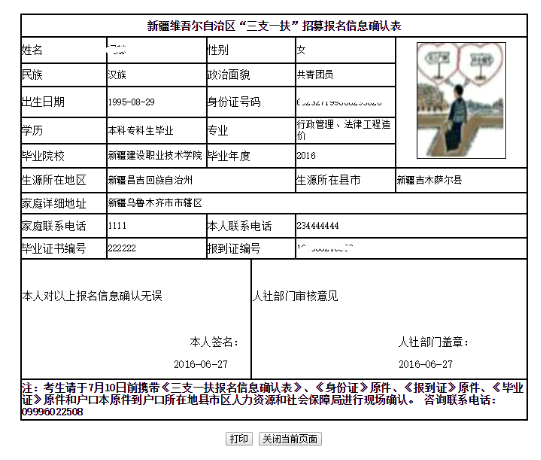 新疆维吾尔自治区“三支一扶”招募报名信息确认表
姓名 性别 女
民族 汉族 政治面貌 共青团员
出生日期 1995-08-29 身份证号码
学历 本科专科生毕业 专业 行政管理、法律工程造
价
毕业院校 新疆建设职业技术学院 毕业年度 2016
生源所在地区 新疆昌吉回族自治州 生源所在县市 新疆吉木萨尔县
家庭详细地址 新疆乌鲁木齐市市辖区
家庭联系电话 1111 本人联系电话 234444444
毕业证书编号 222222 报到证编号
本人对以上报名信息确认无误 人社部门审核意见
本人签名： 人社部门盖章：
2016-06-27 2016-06-27
注：考生请于7月10日前携带《三支一扶报名信息确认表》、《身份证》原件、《报到证》原件、《毕业
证》原件和户口本原件到户口所在地县市区人力资源和社会保障局进行现场确认。 咨询联系电话：
09996022508
打印 关闭当前页面